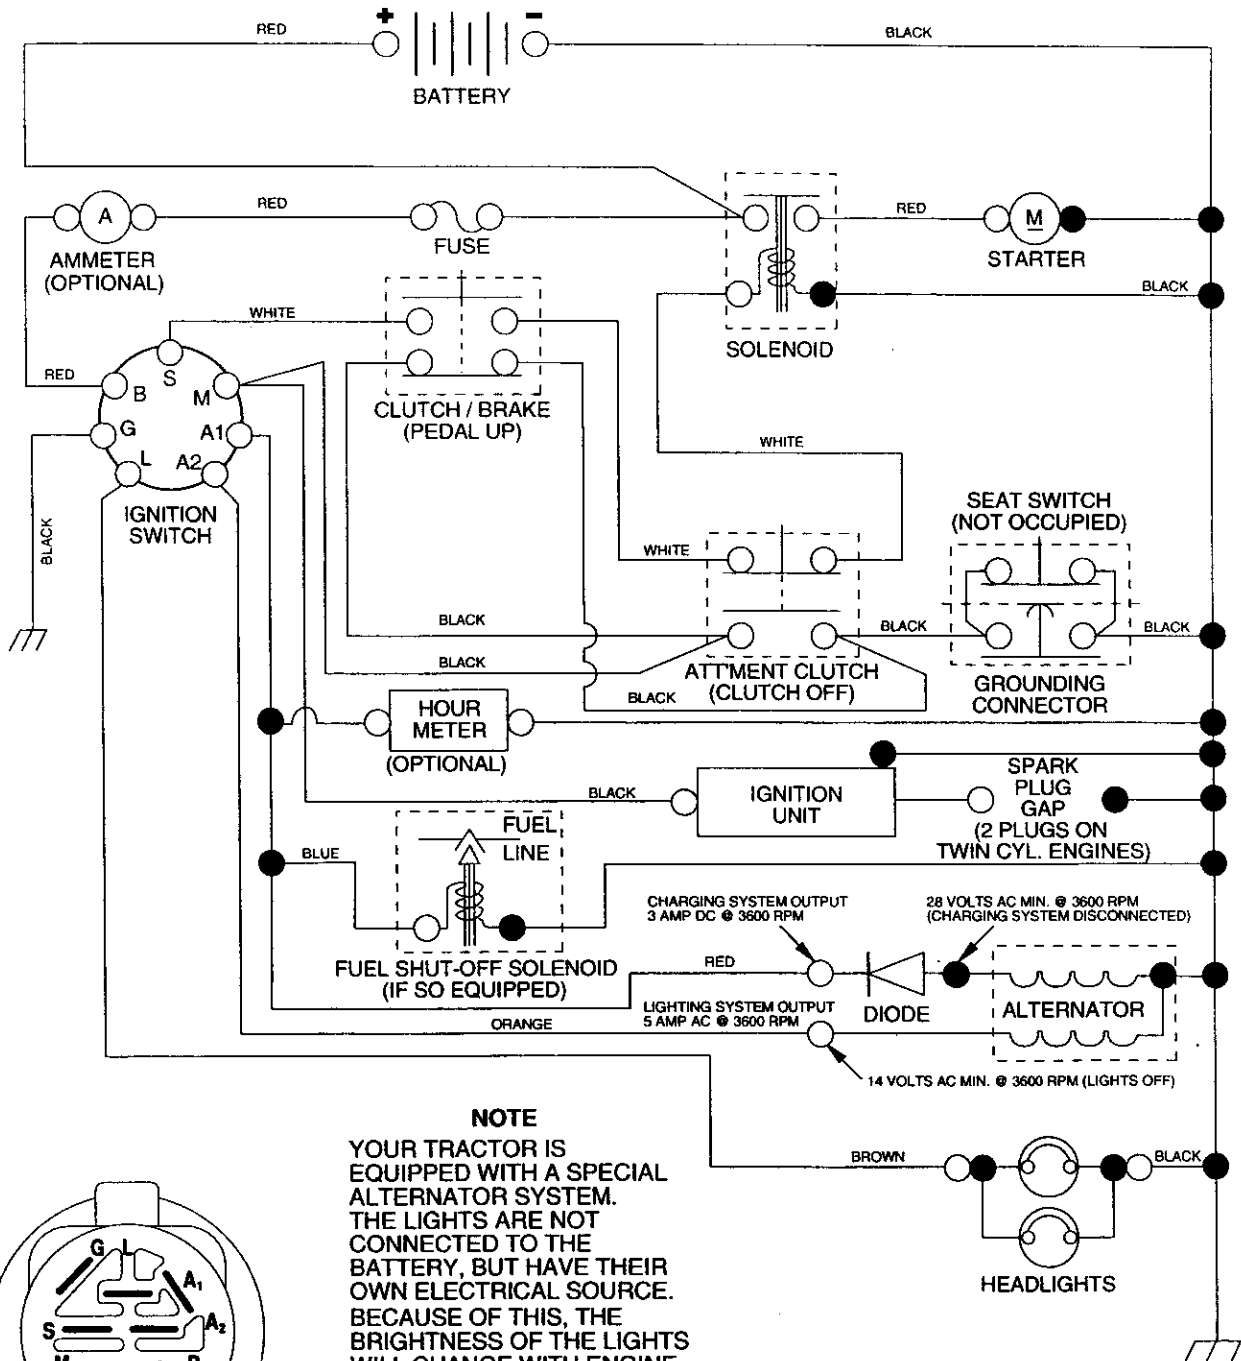 + -
RED
BLACK
BATTERY
A
RED
FUSE
RED
M
STARTER
AMMETER
(OPTIONAL)
BLACK
WHITE
SOLENOID
RED
S
B
M
G
A1
L
A2
CLUTCH / BRAKE
(PEDAL UP)
WHITE
IGNITION
SWITCH
BLACK
SEAT SWITCH
(NOT OCCUPIED)
WHITE
BLACK
BLACK
BLACK
BLACK
ATT'MENT CLUTCH
(CLUTCH OFF)
GROUNDING
CONNECTOR
BLACK
HOUR
METER
(OPTIONAL)
BLACK
IGNITION
UNIT
SPARK
PLUG
GAP
(2 PLUGS ON
TWIN CYL. ENGINES)
FUEL
LINE
BLUE
FUEL SHUT-OFF SOLENOID
(IF SO EQUIPPED)
CHARGING SYSTEM OUTPUT
3 AMP DC @ 3600 RPM
28 VOLTS AC MIN. @ 3600 RPM
(CHARGING SYSTEM DISCONNECTED)
RED
DIODE
ALTERNATOR
LIGHTING SYSTEM OUTPUT
5 AMP AC @ 3600 RPM
ORANGE
14 VOLTS AC MIN. @ 3600 RPM (LIGHTS OFF)
BROWN
BLACK
HEADLIGHTS
NOTE
YOUR TRACTOR IS
EQUIPPED WITH A SPECIAL
ALTERNATOR SYSTEM.
THE LIGHTS ARE NOT
CONNECTED TO THE
BATTERY, BUT HAVE THEIR
OWN ELECTRICAL SOURCE.
BECAUSE OF THIS, THE
BRIGHTNESS OF THE LIGHTS
WILL CHANGE WITH ENGINE
G L
A1
A2
S
M B